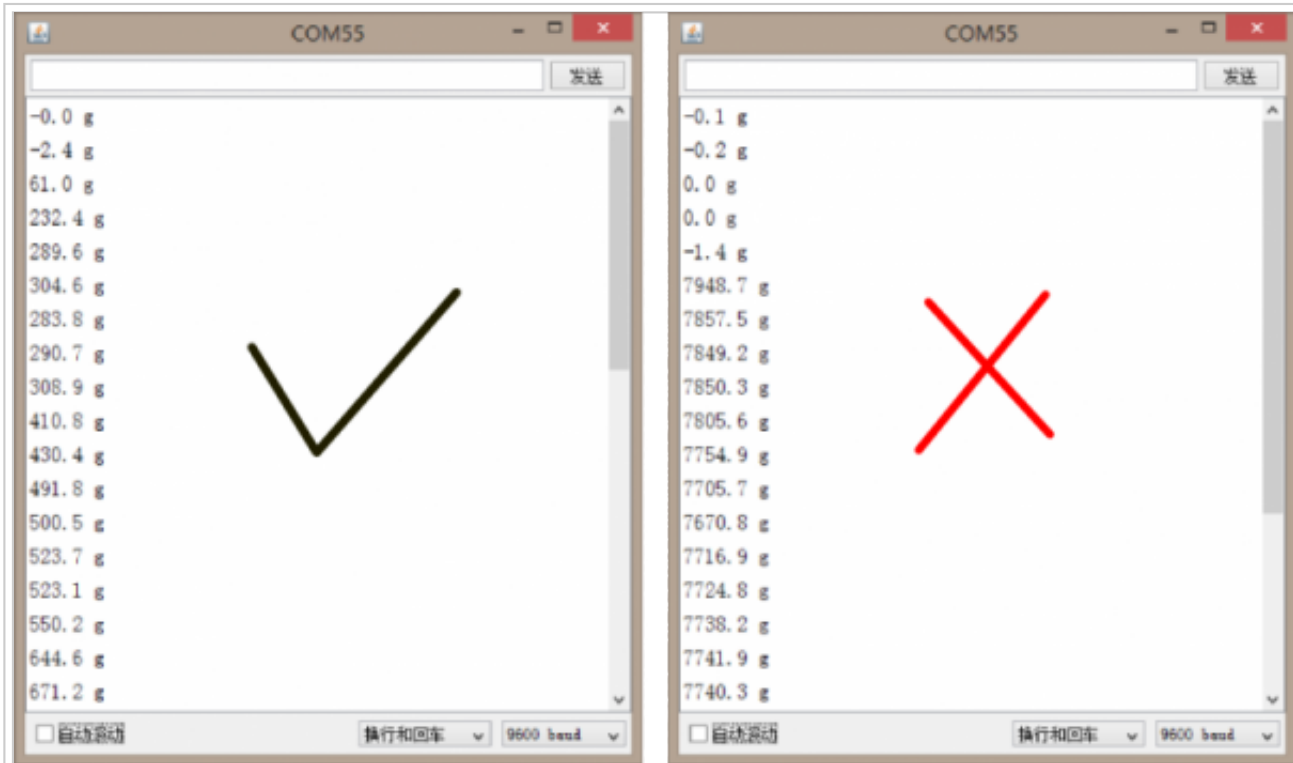 COM55
发送
-0.0 g
-2.4 g
61.0 g
232.4 g
289.6 g
304.6 g
283.8 g
290.7 g
308.9 g
410.8 g
430.4 g
491.8 g
500.5 g
523.7 g
523.1 g
550.2 g
644.6 g
671.2 g
自动滚动
换行和回车
9600 baud
COM55
发送
-0.1 g
-0.2 g
0.0 g
0.0 g
-1.4 g
7948.7 g
7857.5 g
7849.2 g
7850.3 g
7805.6 g
7754.9 g
7705.7 g
7670.8 g
7716.9 g
7724.8 g
7738.2 g
7741.9 g
7740.3 g
自动滚动
换行和回车
9600 baud